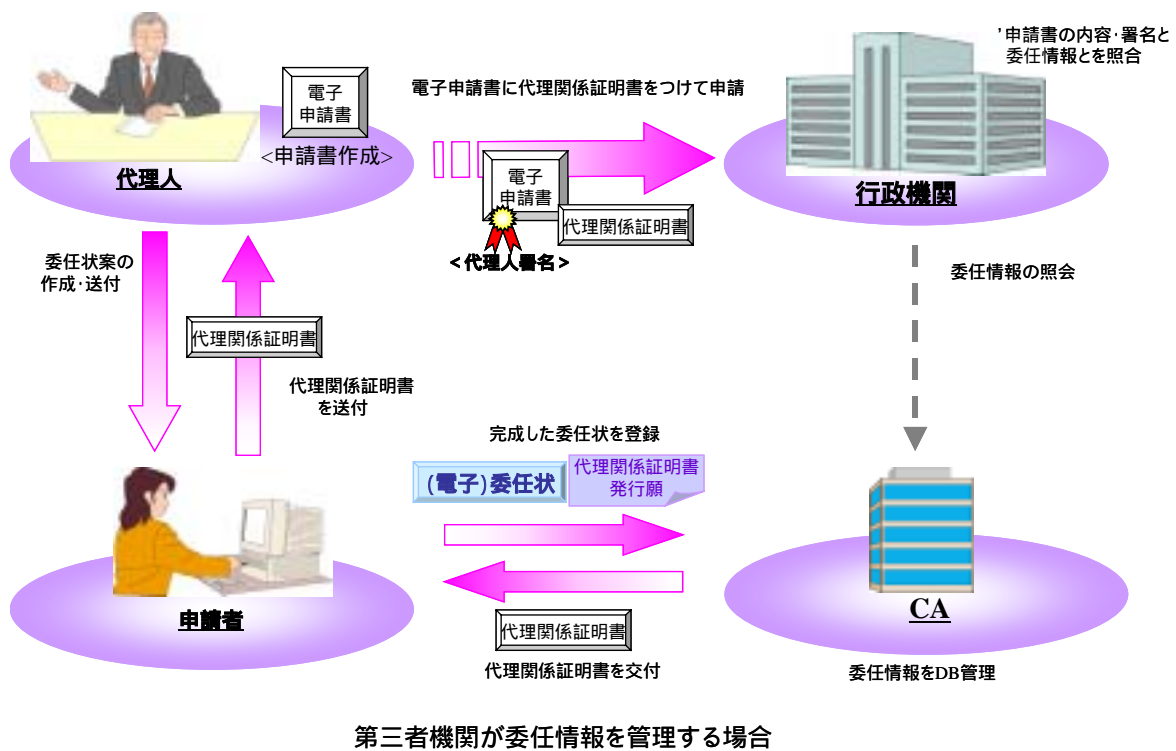 '申請書の内容・署名と
委任情報とを照合
電子
申請書
<申請書作成>
代理人
電子申請書に代理関係証明書をつけて申請
電子
申請書
代理関係証明書
<代理人署名>
行政機関
委任状案の
作成・送付
代理関係証明書
代理関係証明書
を送付
委任情報の照会
完成した委任状を登録
(電子)委任状
代理関係証明書
発行願
申請者
代理関係証明書
代理関係証明書を交付
CA
委任情報をDB管理
第三者機関が委任情報を管理する場合